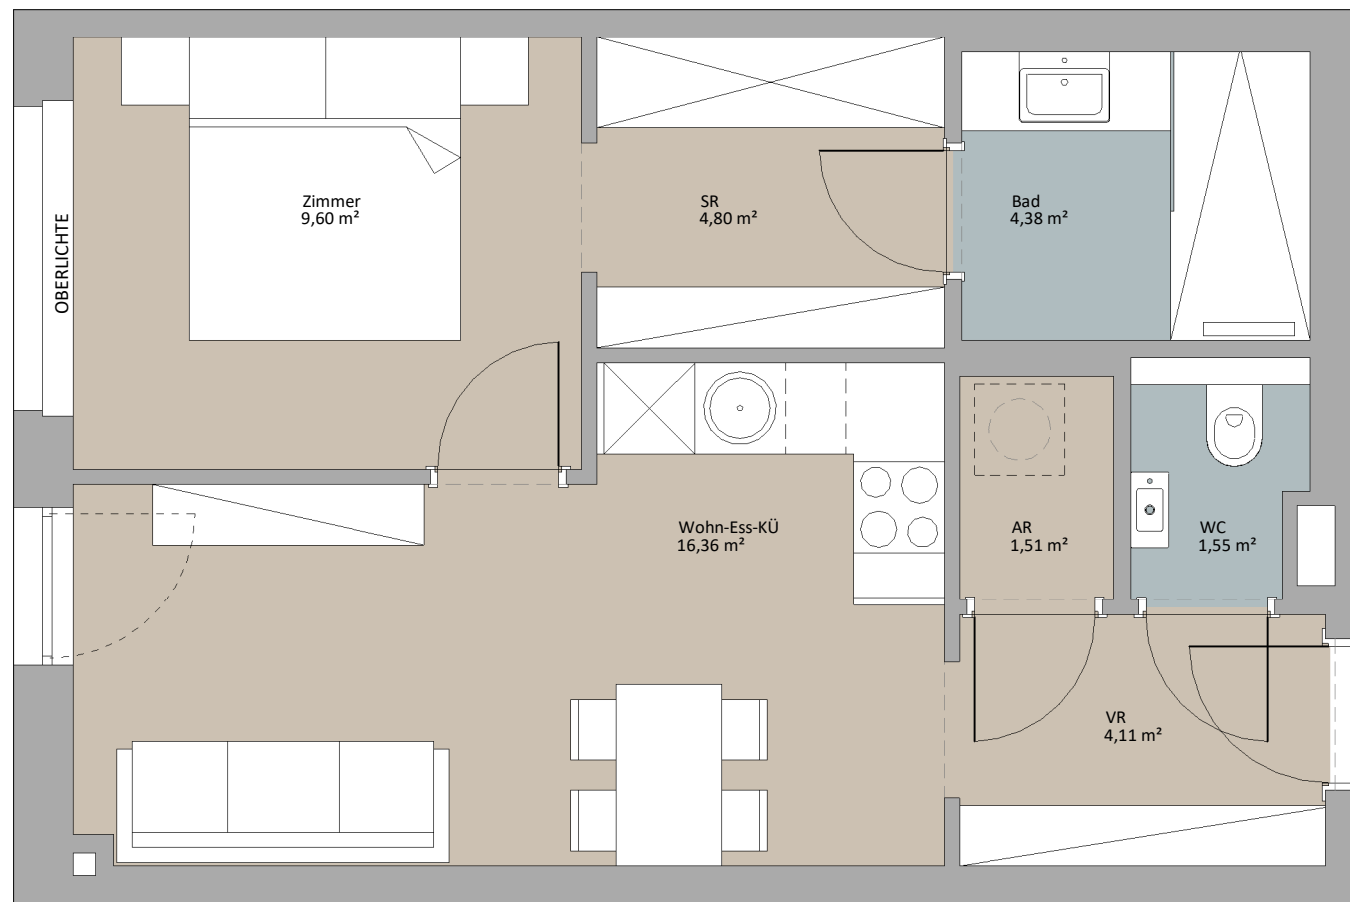 Zimmer
9,60 m²
SR
4,80 m²
Bad
4,38 m²
OBERLICHTE
Wohn-Ess-KÜ
16,36 m²
AR
1,51 m²
WC
1,55 m²
VR
4,11 m²